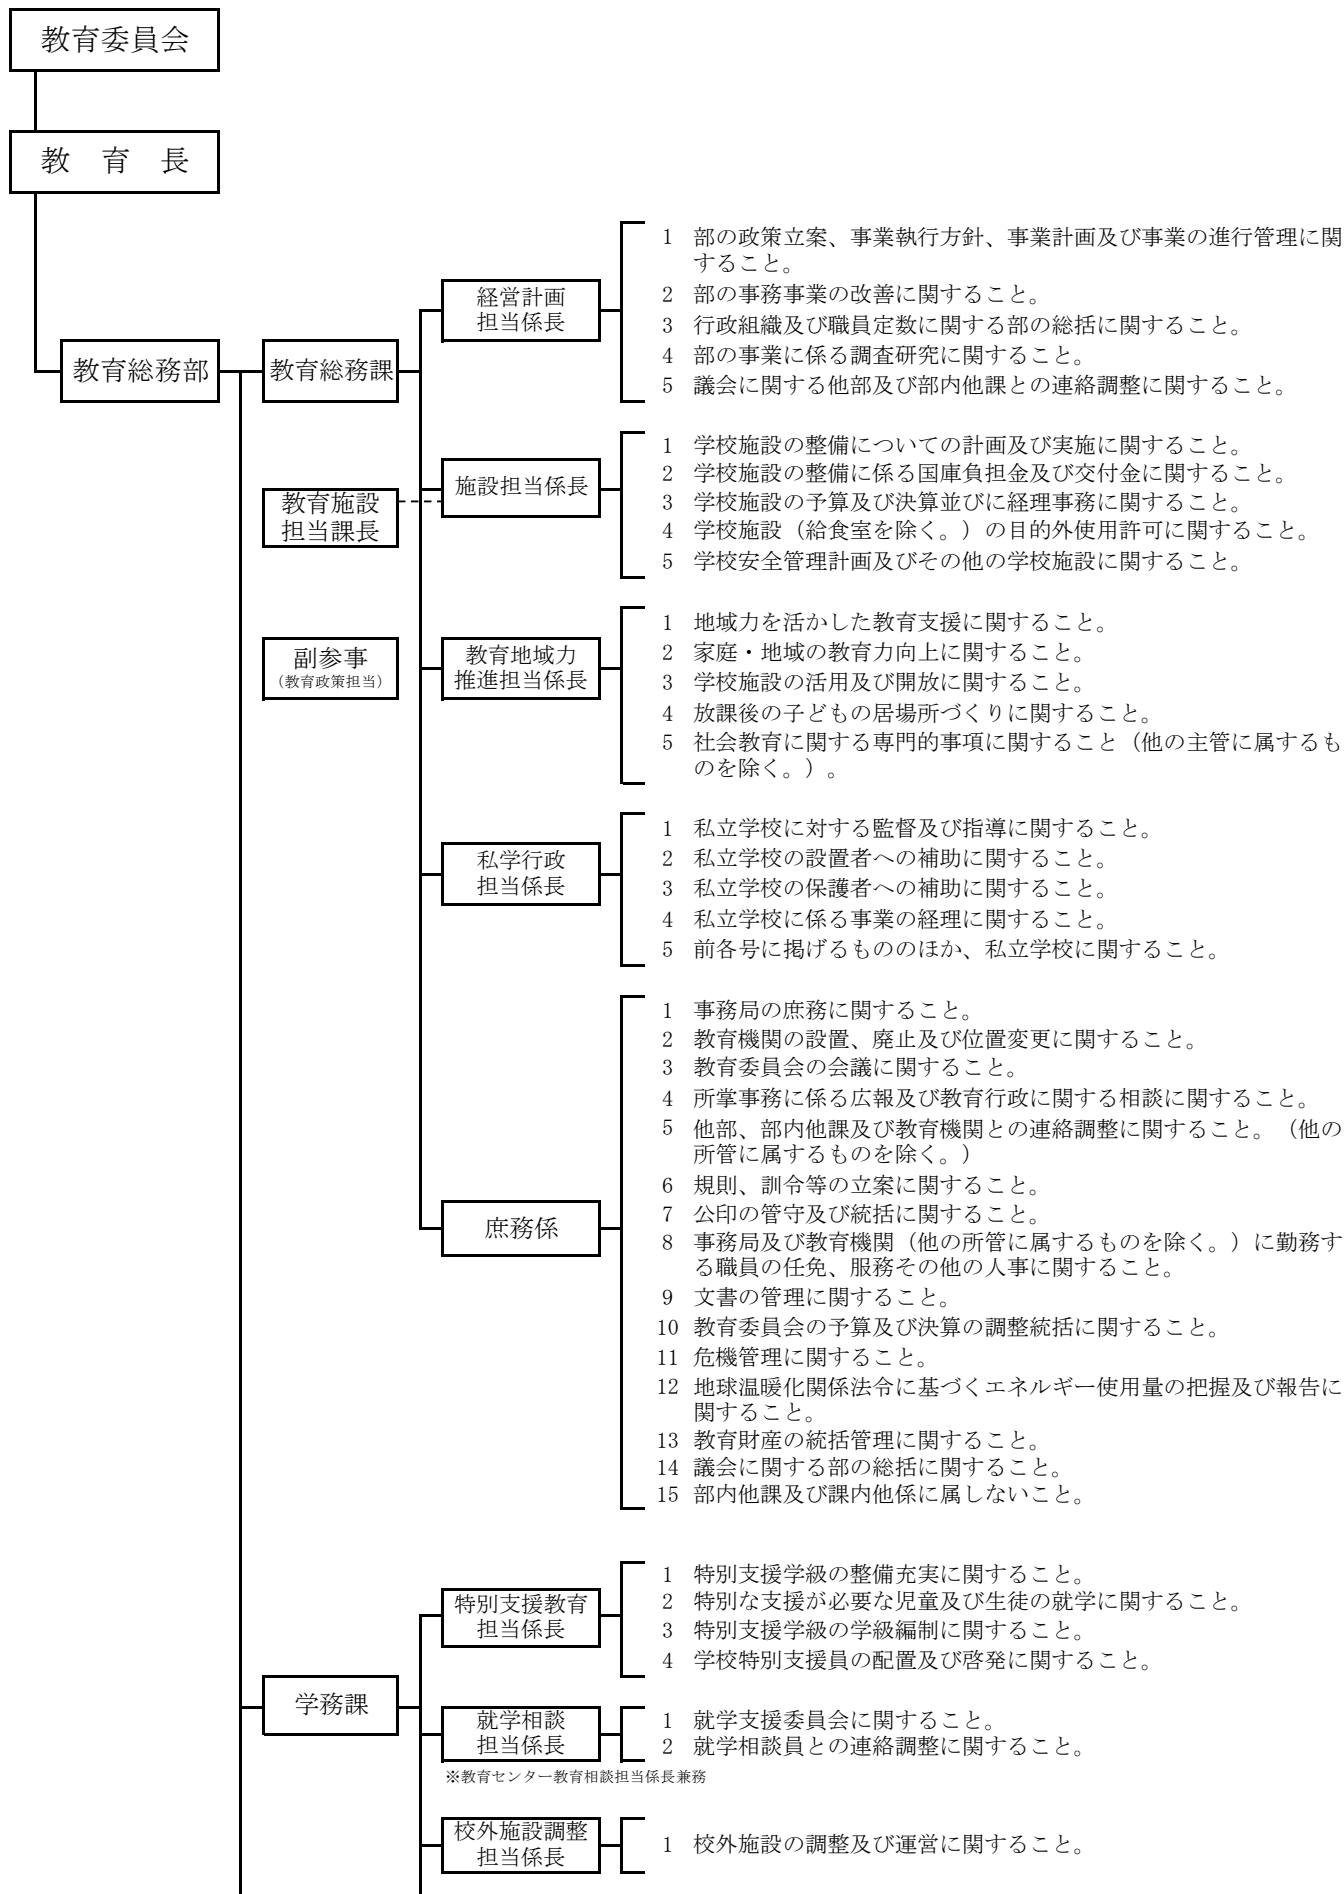 教育委員会
教　育　長
教育総務部
教育総務課
経営計画
担当係長
1　部の政策立案、事業執行方針、事業計画及び事業の進行管理に関
すること。
2　部の事務事業の改善に関すること。
3　行政組織及び職員定数に関する部の総括に関すること。
4　部の事業に係る調査研究に関すること。
5　議会に関する他部及び部内他課との連絡調整に関すること。
教育施設
担当課長
施設担当係長
1　学校施設の整備についての計画及び実施に関すること。
2　学校施設の整備に係る国庫負担金及び交付金に関すること。
3　学校施設の予算及び決算並びに経理事務に関すること。
4　学校施設（給食室を除く。）の目的外使用許可に関すること。
5　学校安全管理計画及びその他の学校施設に関すること。
副参事
（教育政策担当）
教育地域力
推進担当係長
1　地域力を活かした教育支援に関すること。
2　家庭・地域の教育力向上に関すること。
3　学校施設の活用及び開放に関すること。
4　放課後の子どもの居場所づくりに関すること。
5　社会教育に関する専門的事項に関すること（他の主管に属するも
のを除く。）。
私学行政
担当係長
1　私立学校に対する監督及び指導に関すること。
2　私立学校の設置者への補助に関すること。
3　私立学校の保護者への補助に関すること。
4　私立学校に係る事業の経理に関すること。
5　前各号に掲げるもののほか、私立学校に関すること。
庶務係
1　事務局の庶務に関すること。
2　教育機関の設置、廃止及び位置変更に関すること。
3　教育委員会の会議に関すること。
4　所掌事務に係る広報及び教育行政に関する相談に関すること。
5　他部、部内他課及び教育機関との連絡調整に関すること。（他の
所管に属するものを除く。）
6　規則、訓令等の立案に関すること。
7　公印の管守及び統括に関すること。
8　事務局及び教育機関（他の所管に属するものを除く。）に勤務す
る職員の任免、服務その他の人事に関すること。
9　文書の管理に関すること。
10　教育委員会の予算及び決算の調整統括に関すること。
11　危機管理に関すること。
12　地球温暖化関係法令に基づくエネルギー使用量の把握及び報告に
関すること。
13　教育財産の統括管理に関すること。
14　議会に関する部の総括に関すること。
15　部内他課及び課内他係に属しないこと。
学務課
特別支援教育
担当係長
1　特別支援学級の整備充実に関すること。
2　特別な支援が必要な児童及び生徒の就学に関すること。
3　特別支援学級の学級編制に関すること。
4　学校特別支援員の配置及び啓発に関すること。
就学相談
担当係長
1　就学支援委員会に関すること。
2　就学相談員との連絡調整に関すること。
※教育センター教育相談担当係長兼務
校外施設調整
担当係長
1　校外施設の調整及び運営に関すること。